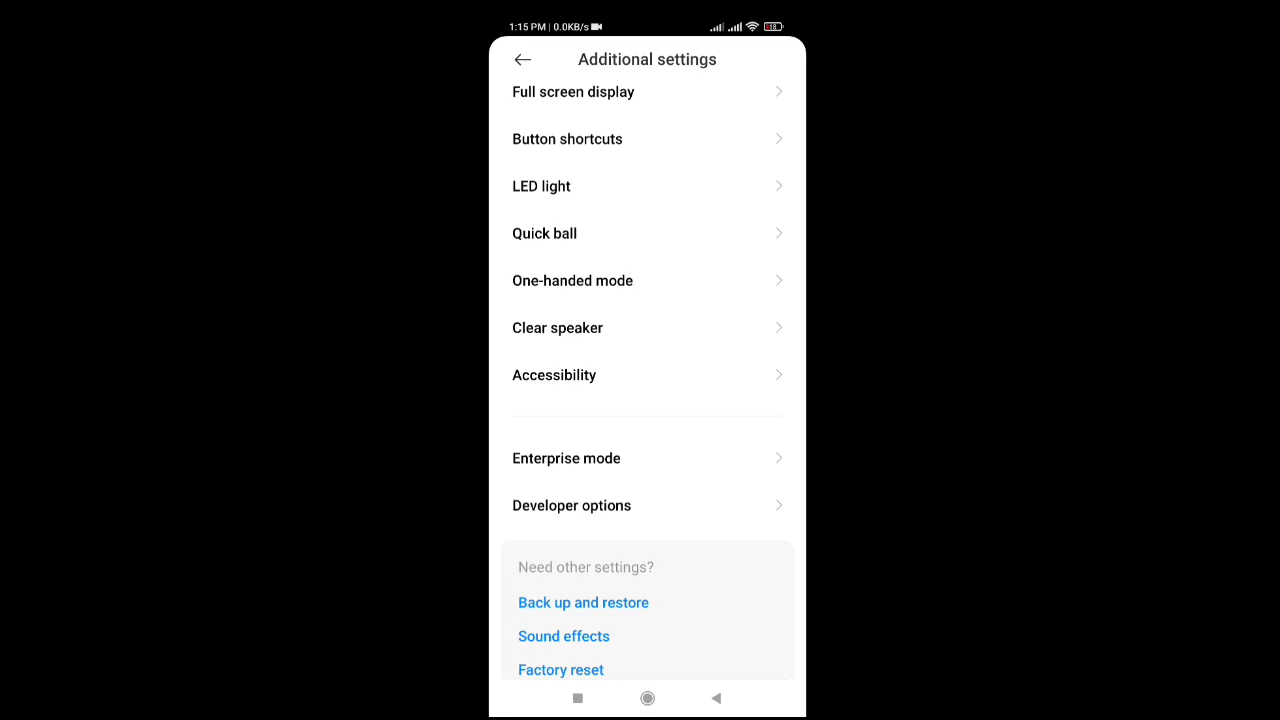 1:15 PM | 0.0KB/s 18
Additional settings
Full screen display
Button shortcuts
LED light
Quick ball
One-handed mode
Clear speaker
Accessibility
Enterprise mode
Developer options
Need other settings?
Back up and restore
Sound effects
Factory reset